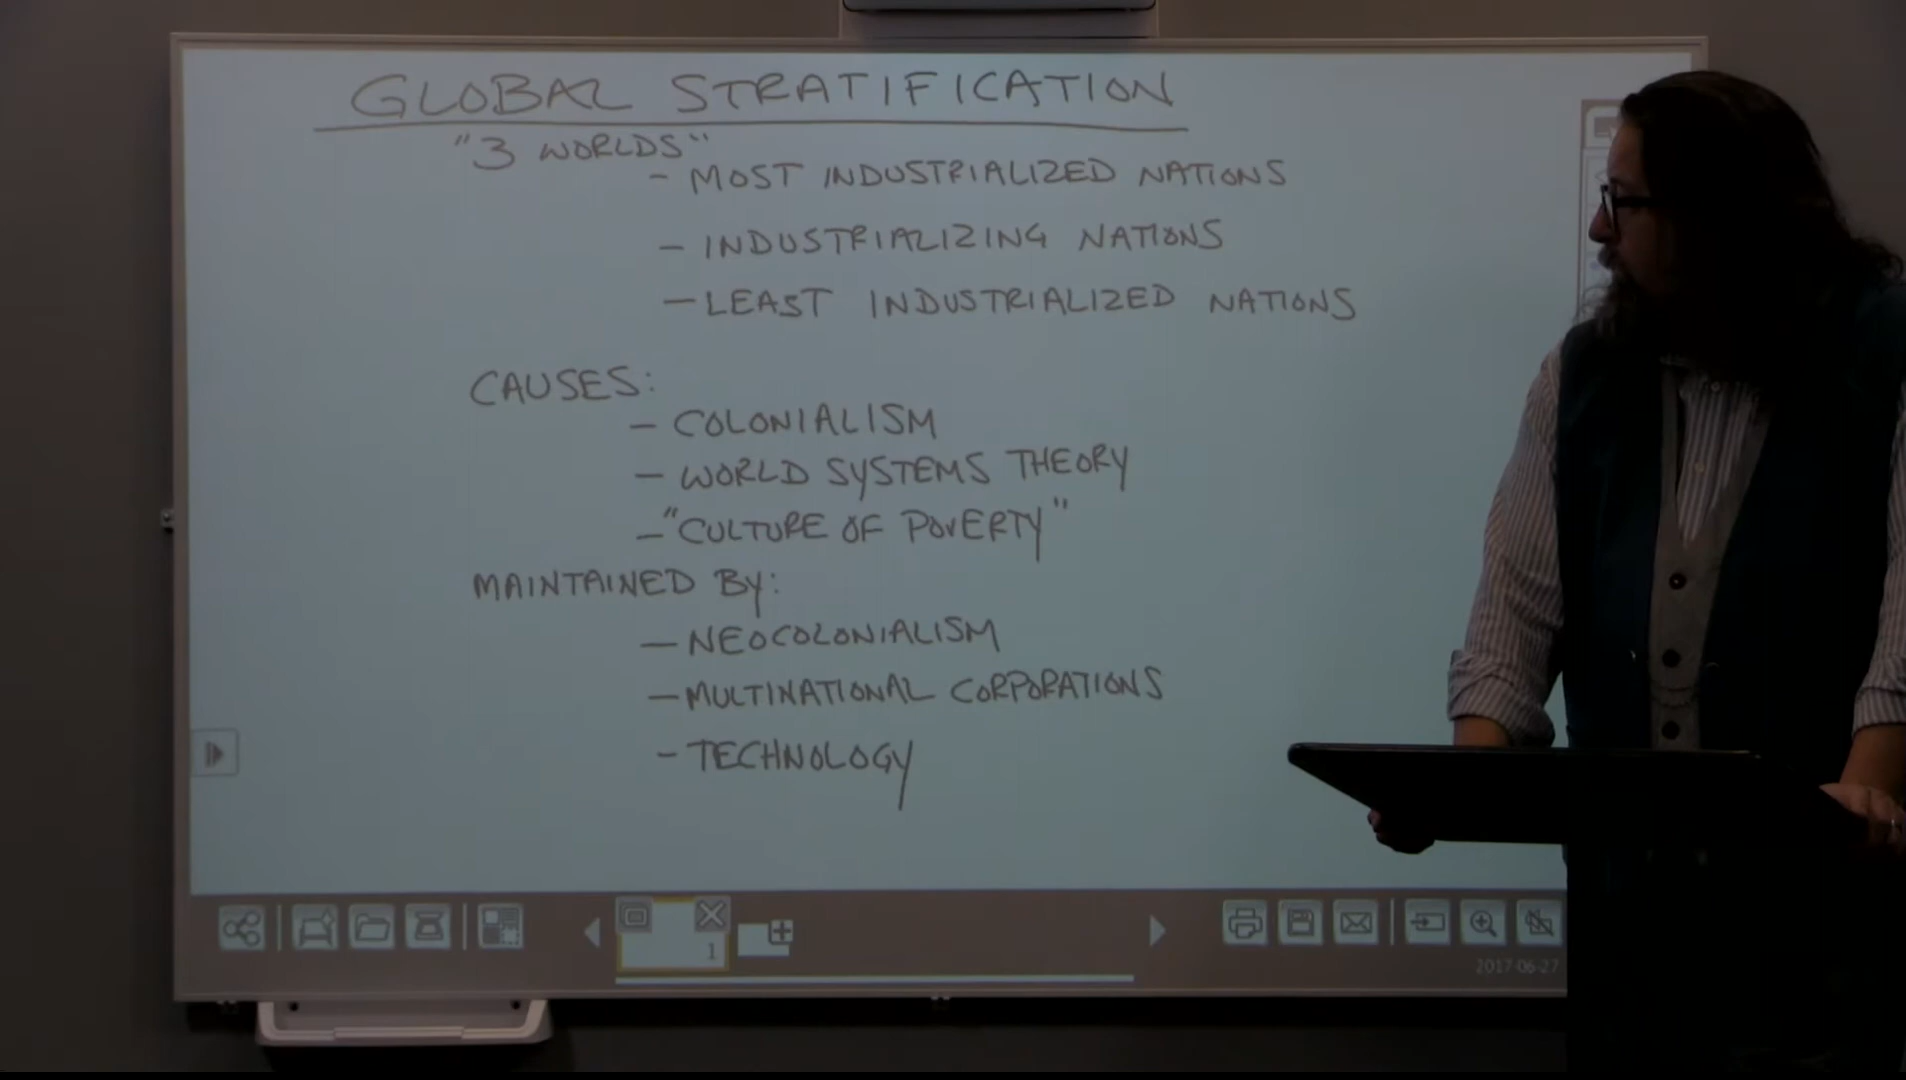 GLOBAL STRATIFICATION
"3 WORLDS"
- MOST INDUSTRIALIZED NATIONS
- INDUSTRIALIZING NATIONS
- LEAST INDUSTRIALIZED NATIONS
CAUSES:
- COLONIALISM
- WORLD SYSTEMS THEORY
- "CULTURE OF POVERTY"
MAINTAINED BY:
- NEOCOLONIALISM
- MULTINATIONAL CORPORATIONS
- TECHNOLOGY
1
2017-06-27